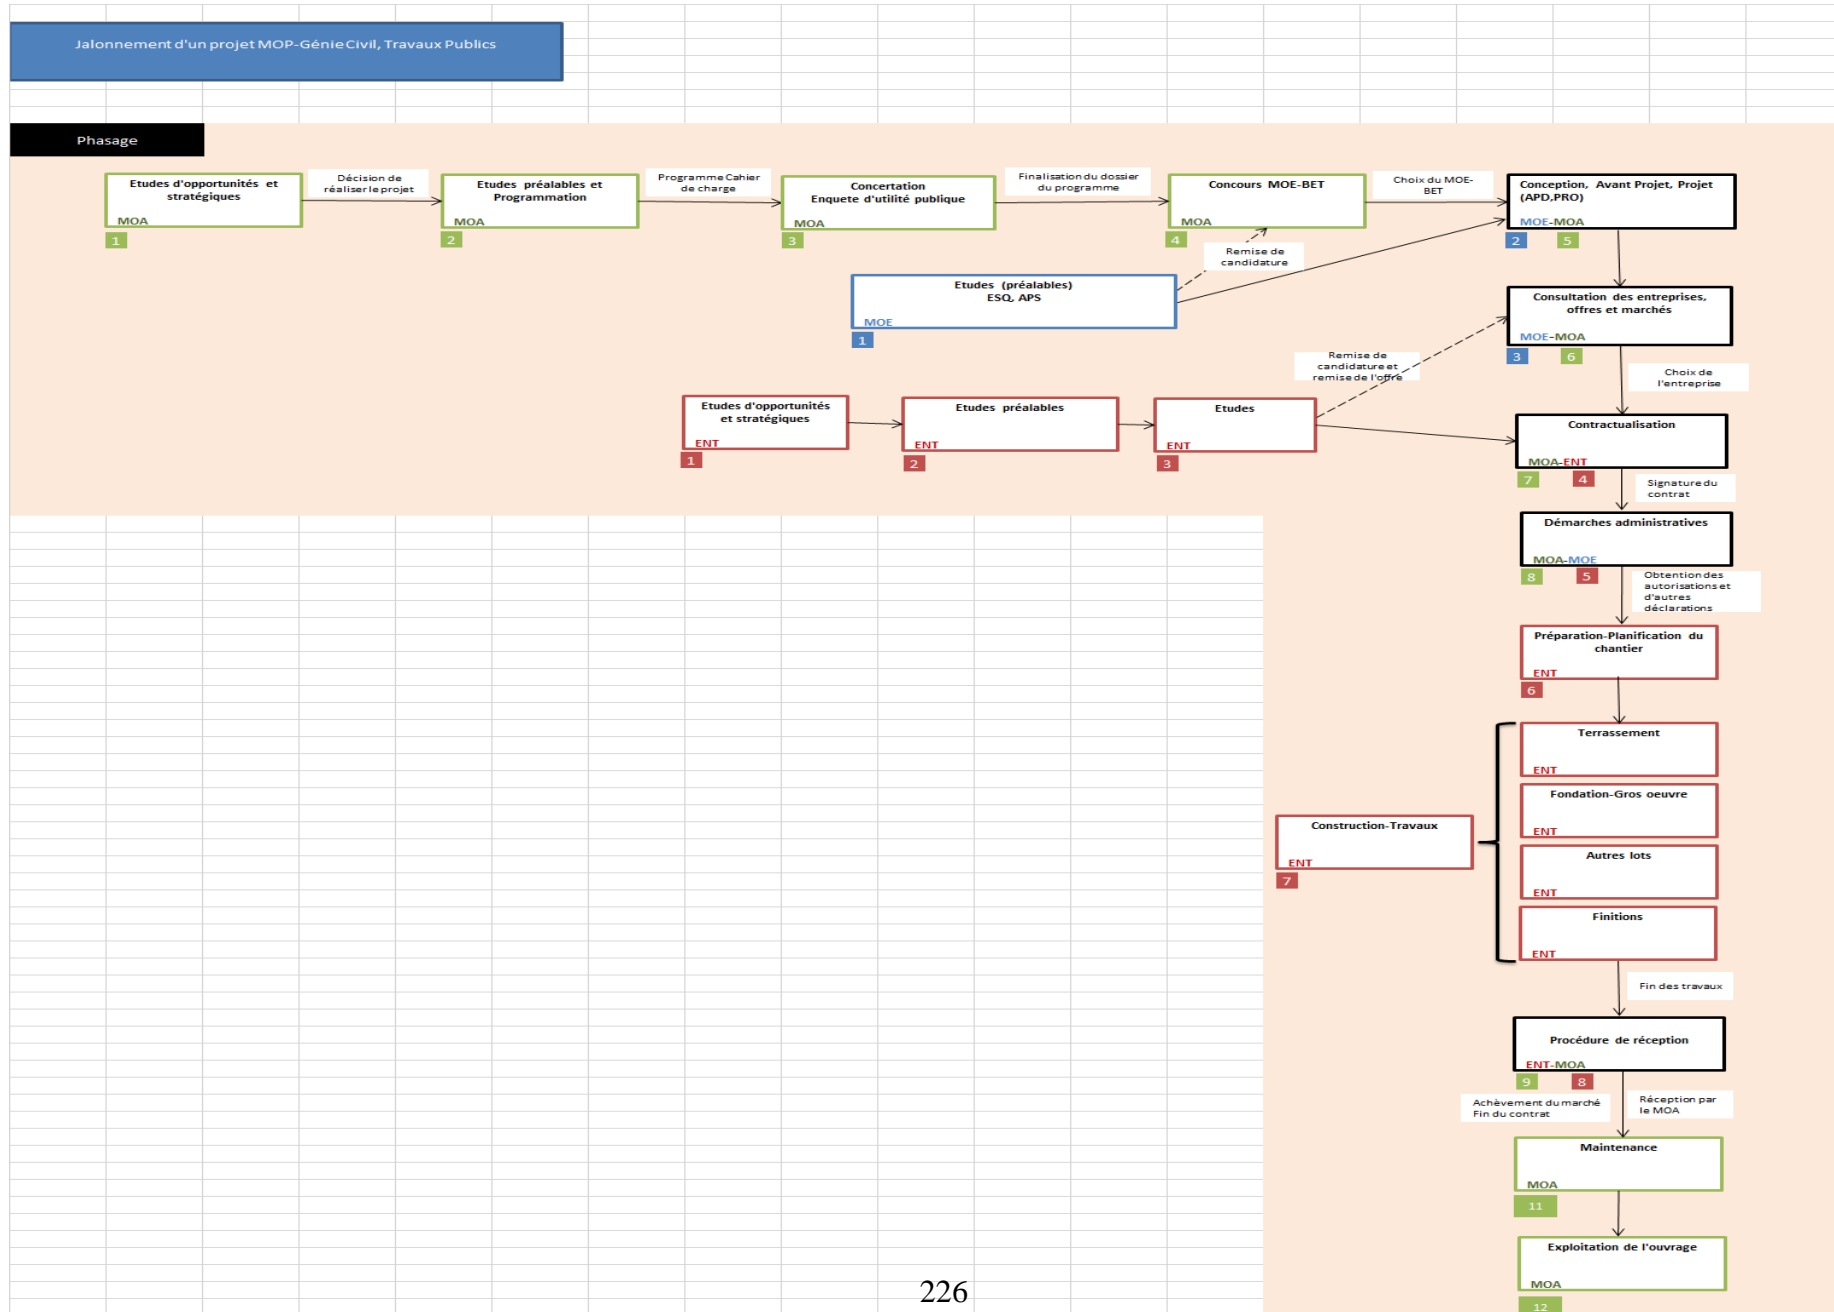 Jalonnement d'un projet MOP-Génie Civil, Travaux Publics
Phasage
Etudes d'opportunités et
stratégiques
MOA
1
Décision de
réaliser le projet
Etudes préalables et
Programmation
MOA
2
Programme Cahier
de charge
Concertation
Enquete d'utilité publique
MOA
3
Finalisation du dossier
du programme
Concours MOE-BET
MOA
4
Choix du MOE-
BET
Conception, Avant Projet, Projet
(APD,PRO)
MOE-MOA
2
5
Remise de
candidature
Etudes (préalables)
ESQ, APS
MOE
1
Consultation des entreprises,
offres et marchés
MOE-MOA
3
6
Remise de
candidature et
remise de l'offre
Choix de
l'entreprise
Etudes d'opportunités
et stratégiques
ENT
1
Etudes préalables
ENT
2
Etudes
ENT
3
Contractualisation
MOA-ENT
7
4
Signature du
contrat
Démarches administratives
MOA-MOE
8
5
Obtention des
autorisations et
d'autres
déclarations
Préparation-Planification du
chantier
ENT
6
Terrassement
ENT
Fondation-Gros oeuvre
ENT
Construction-Travaux
ENT
7
Autres lots
ENT
Finitions
ENT
Fin des travaux
Procédure de réception
ENT-MOA
9
8
Achèvement du marché
Fin du contrat
Réception par
le MOA
Maintenance
MOA
11
Exploitation de l'ouvrage
MOA
12
226